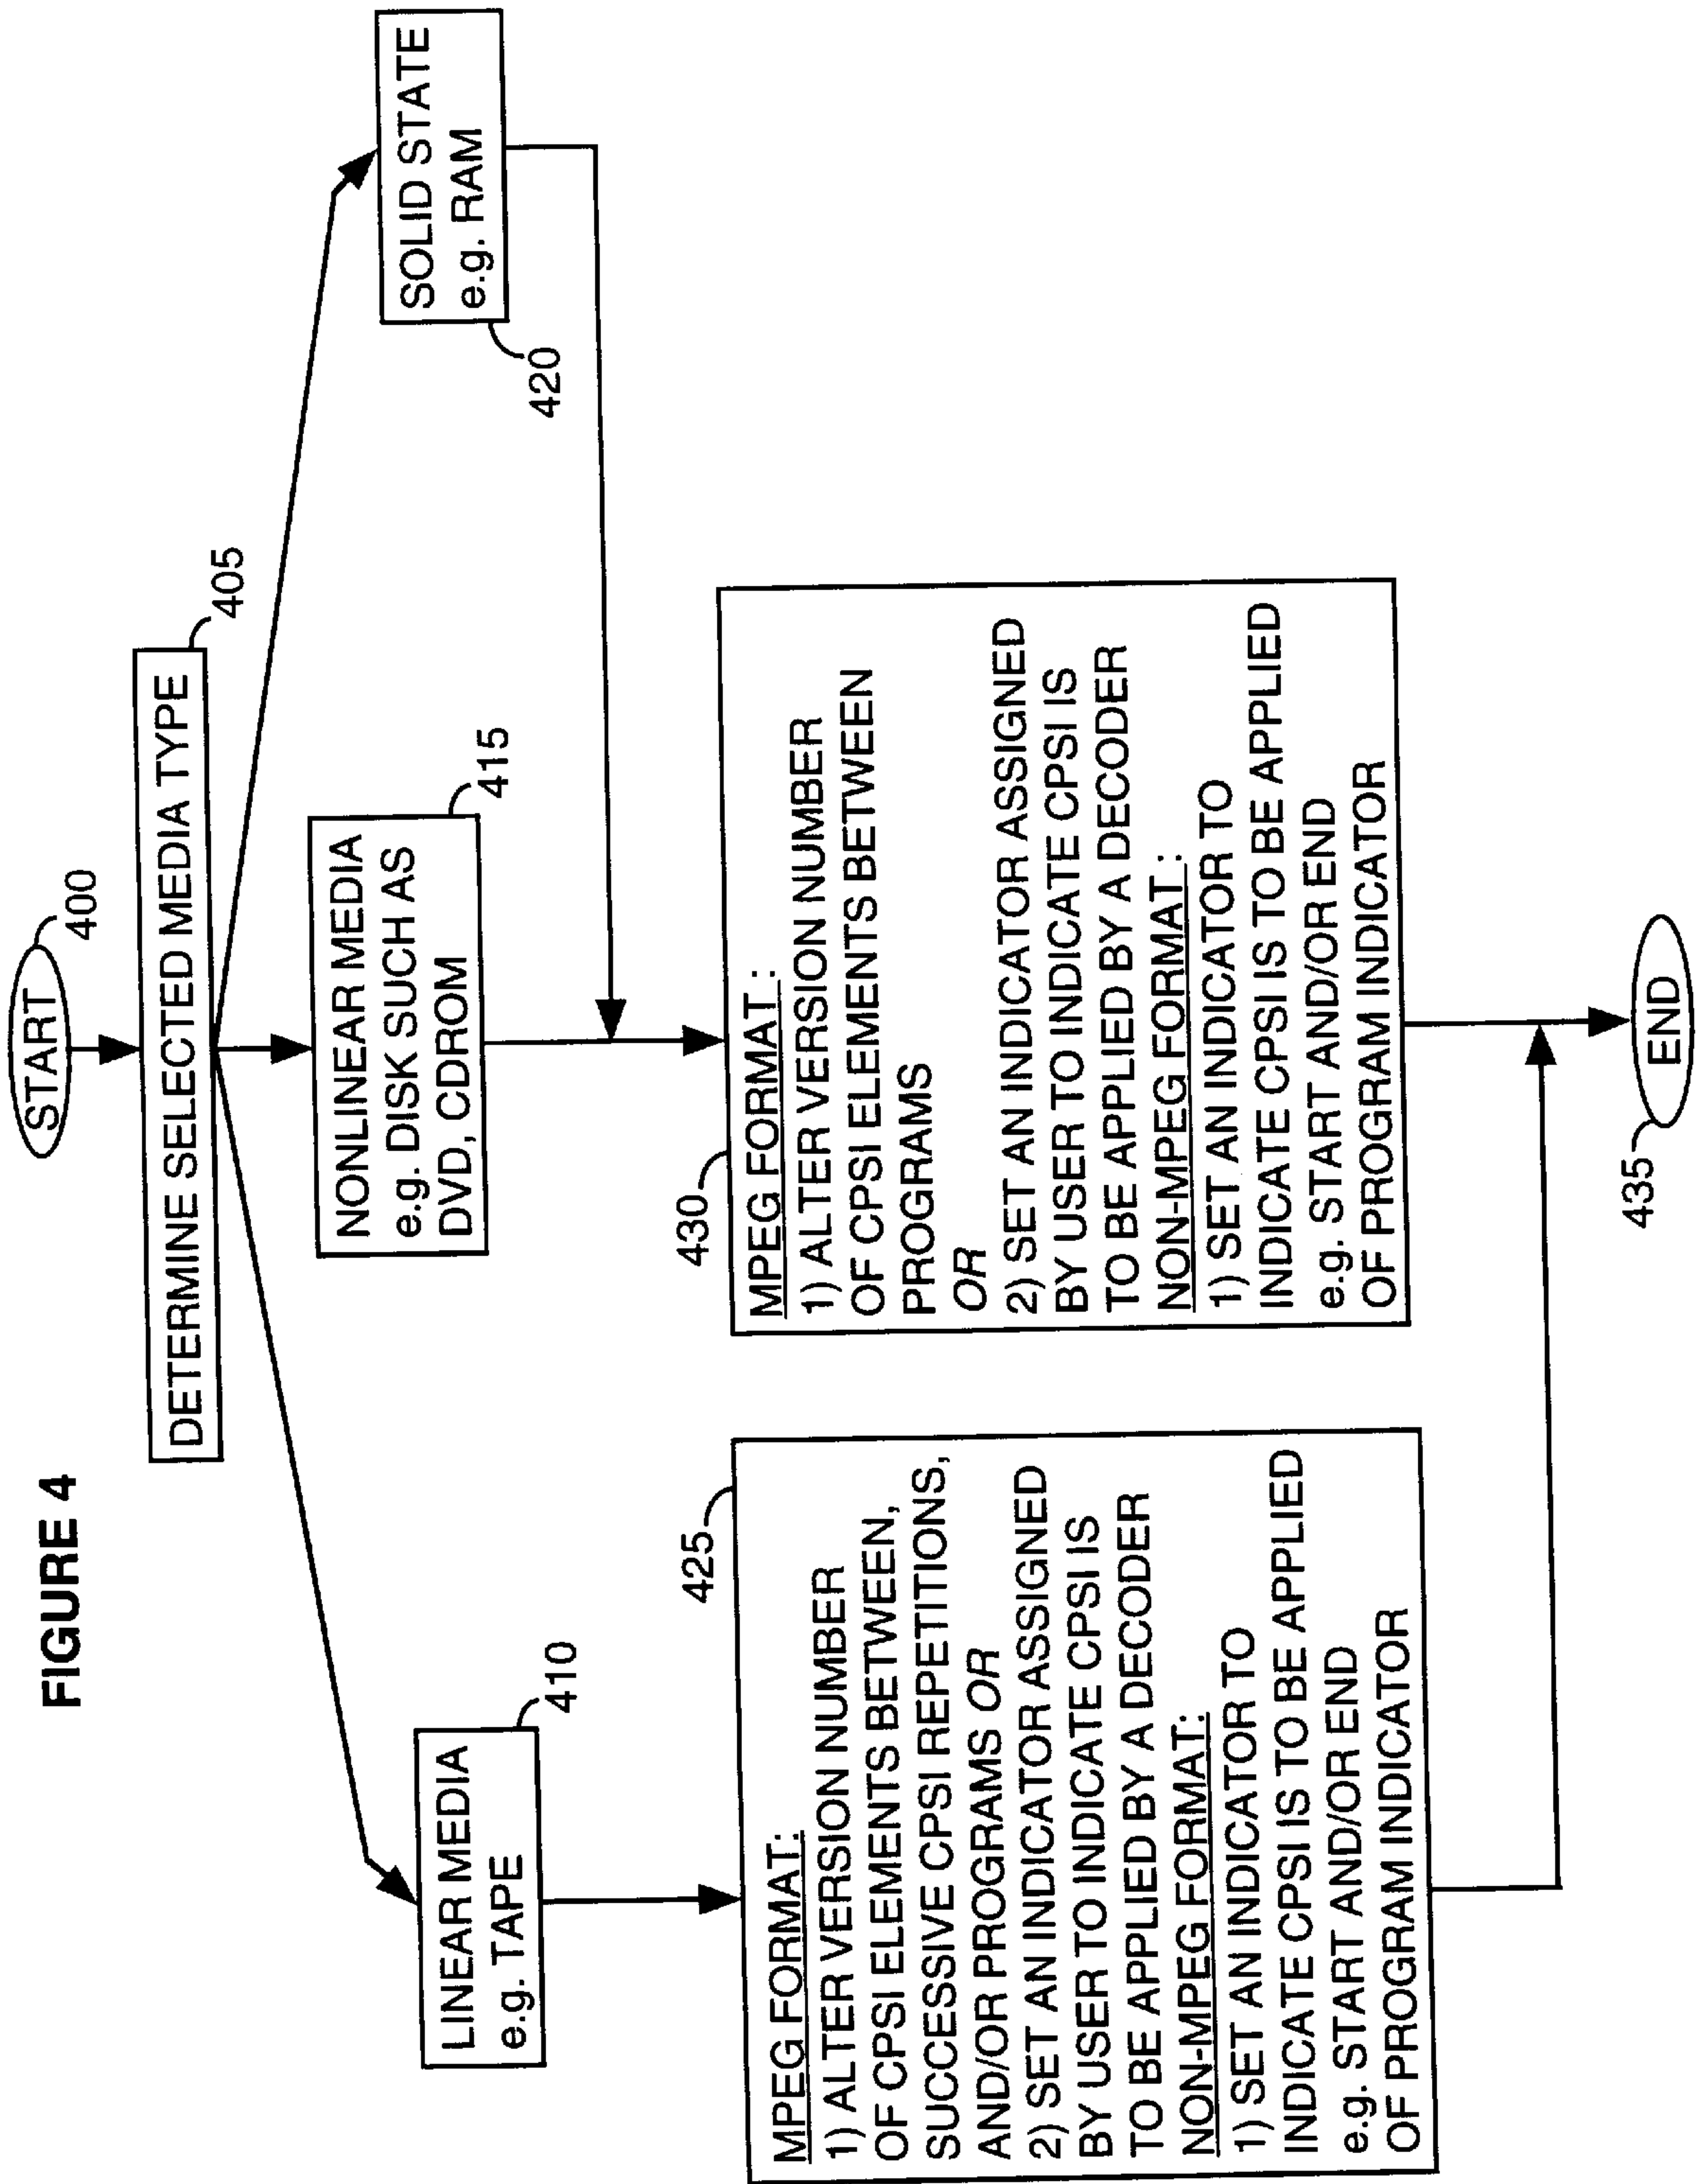 FIGURE 4
START
400
DETERMINE SELECTED MEDIA TYPE
405
LINEAR MEDIA
e.g. TAPE
410
NONLINEAR MEDIA
e.g. DISK SUCH AS
DVD, CDROM
415
SOLID STATE
e.g. RAM
420
425
MPEG FORMAT:
1) ALTER VERSION NUMBER
OF CPSI ELEMENTS BETWEEN,
SUCCESSIVE CPSI REPETITIONS,
AND/OR PROGRAMS OR
2) SET AN INDICATOR ASSIGNED
BY USER TO INDICATE CPSI IS
TO BE APPLIED BY A DECODER
NON-MPEG FORMAT:
1) SET AN INDICATOR TO
INDICATE CPSI IS TO BE APPLIED
e.g. START AND/OR END
OF PROGRAM INDICATOR
430
MPEG FORMAT:
1) ALTER VERSION NUMBER
OF CPSI ELEMENTS BETWEEN
PROGRAMS
OR
2) SET AN INDICATOR ASSIGNED
BY USER TO INDICATE CPSI IS
TO BE APPLIED BY A DECODER
NON-MPEG FORMAT:
1) SET AN INDICATOR TO
INDICATE CPSI IS TO BE APPLIED
e.g. START AND/OR END
OF PROGRAM INDICATOR
435
END